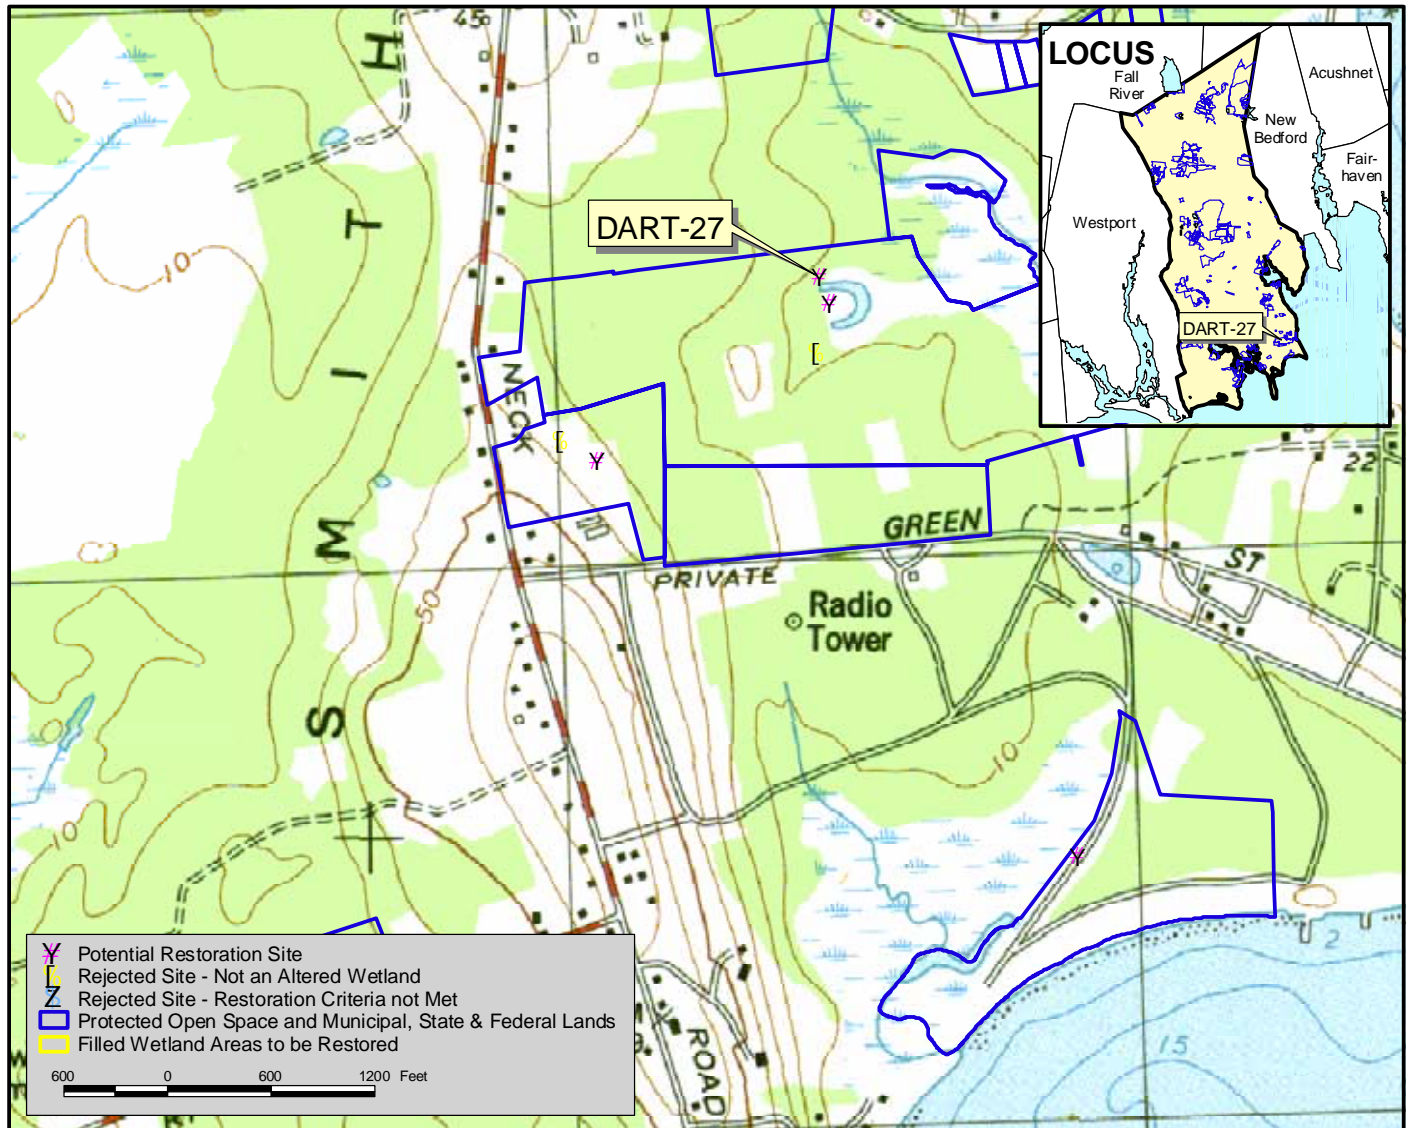 45
LOCUS
Fall
River
Acushnet
New
Bedford
Fair-
haven
Westport
DART-27
DART-27
10
SMITH
NECK
22
GREEN
ST
PRIVATE
50
Radio
Tower
10
10
2
15
ROAD
Y Potential Restoration Site
[ Rejected Site - Not an Altered Wetland
Z Rejected Site - Restoration Criteria not Met
Protected Open Space and Municipal, State & Federal Lands
Filled Wetland Areas to be Restored
600 0 600 1200 Feet